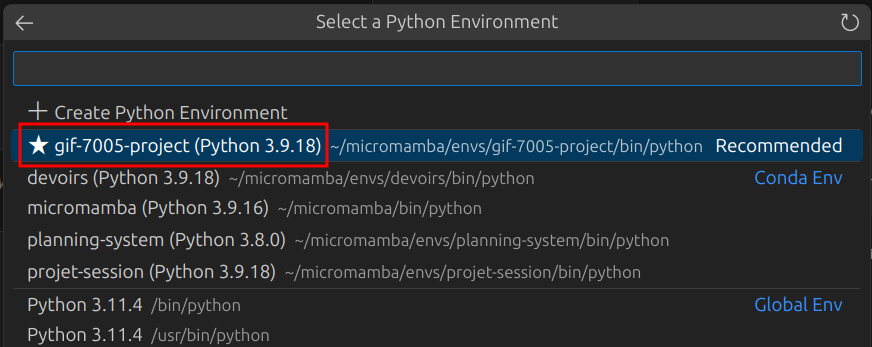 Select a Python Environment
Create Python Environment
gif-7005-project (Python 3.9.18) ~/micromamba/envs/gif-7005-project/bin/python Recommended
devoirs (Python 3.9.18) ~/micromamba/envs/devoirs/bin/python Conda Env
micromamba (Python 3.9.16) ~/micromamba/bin/python
planning-system (Python 3.8.0) ~/micromamba/envs/planning-system/bin/python
projet-session (Python 3.9.18) ~/micromamba/envs/projet-session/bin/python
Python 3.11.4 /bin/python Global Env
Python 3.11.4 /usr/bin/python